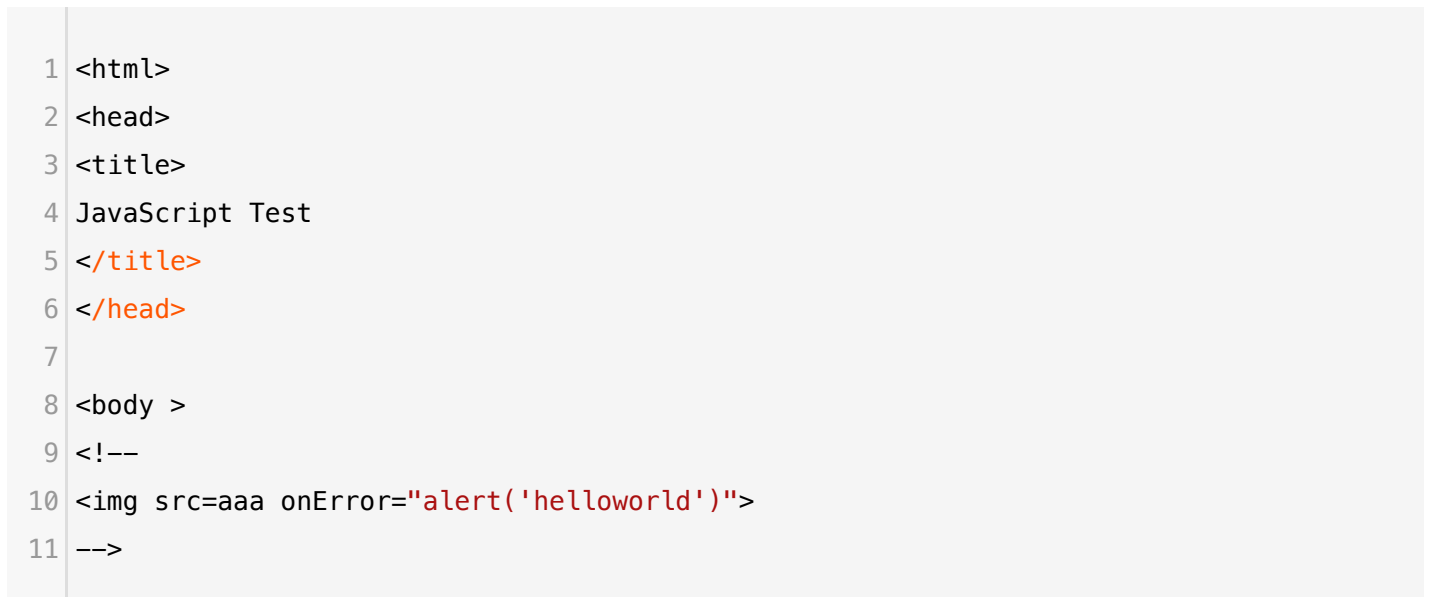 1 <html>
2 <head>
3 <title>
4 JavaScript Test
5 </title>
6 </head>
7
8 <body >
9 <!--
10 <img src=aaa onError="alert('helloworld')">
11 -->